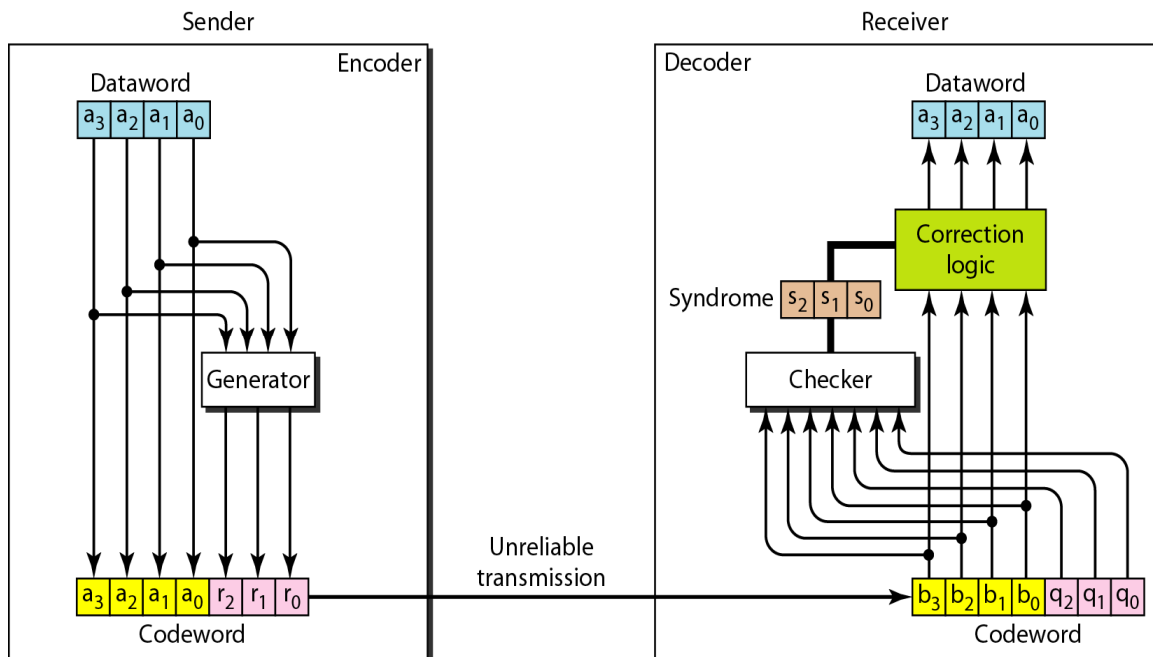 Sender
Receiver
Encoder
Decoder
Dataword
Dataword
a3 a2 a1 a0
a3 a2 a1 a0
Correction
logic
Syndrome s2 s1 s0
Generator
Checker
Unreliable
transmission
a3 a2 a1 a0 r2 r1 r0
b3 b2 b1 b0 q2 q1 q0
Codeword
Codeword